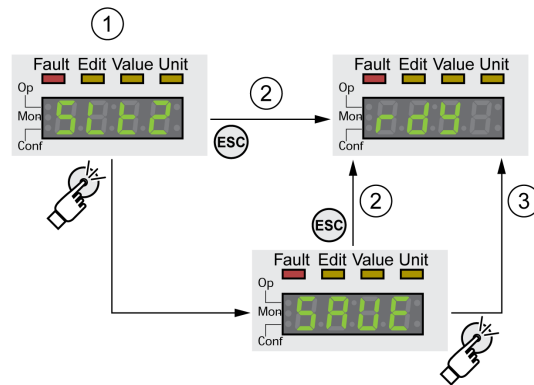 1
Fault Edit Value Unit
Op
Mon
Conf
SLt2
2
ESC
Fault Edit Value Unit
Op
Mon
Conf
rdy
ESC
2
3
Fault Edit Value Unit
Op
Mon
Conf
SAVE